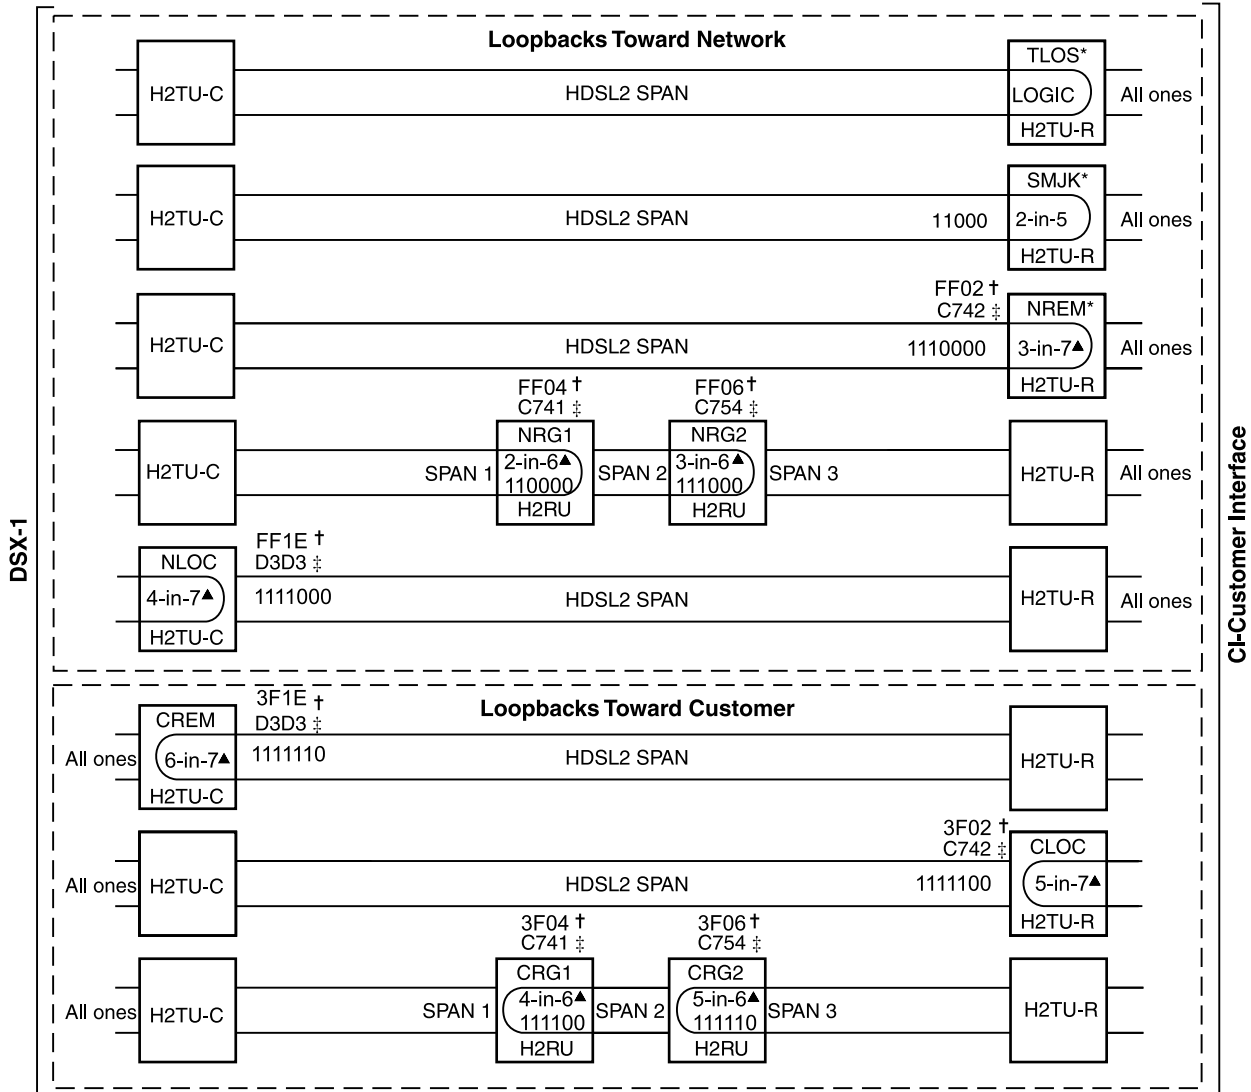 DSX-1
CI-Customer Interface
Loopbacks Toward Network
H2TU-C
HDSL2 SPAN
TLOS*
LOGIC
H2TU-R
All ones
H2TU-C
HDSL2 SPAN
11000
SMJK*
2-in-5
H2TU-R
All ones
H2TU-C
HDSL2 SPAN
FF02 †
C742 ‡
1110000
NREM*
3-in-7▲
H2TU-R
All ones
H2TU-C
SPAN 1
FF04 †
C741 ‡
NRG1
2-in-6▲
110000
H2RU
SPAN 2
FF06 †
C754 ‡
NRG2
3-in-6▲
111000
H2RU
SPAN 3
H2TU-R
All ones
NLOC
4-in-7▲
H2TU-C
FF1E †
D3D3 ‡
1111000
HDSL2 SPAN
H2TU-R
All ones
Loopbacks Toward Customer
All ones
CREM
6-in-7▲
H2TU-C
3F1E †
D3D3 ‡
1111110
HDSL2 SPAN
H2TU-R
All ones
H2TU-C
HDSL2 SPAN
3F02 †
C742 ‡
1111100
CLOC
5-in-7▲
H2TU-R
All ones
H2TU-C
SPAN 1
3F04 †
C741 ‡
CRG1
4-in-6▲
111100
H2RU
SPAN 2
3F06 †
C754 ‡
CRG2
5-in-6▲
111110
H2RU
SPAN 3
H2TU-R